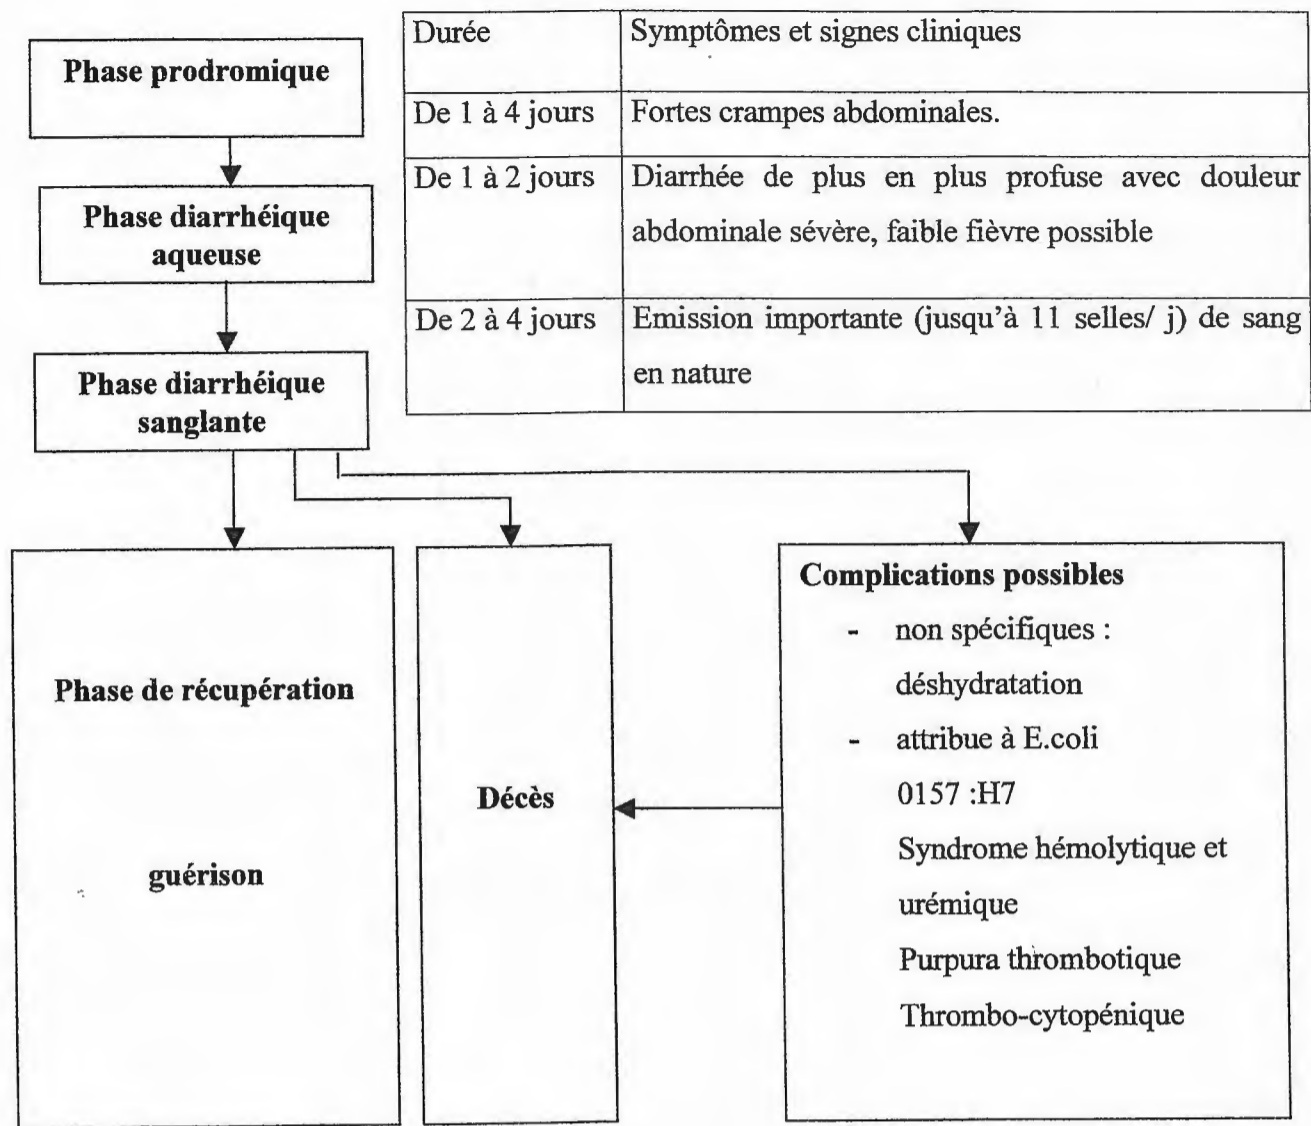 Phase prodromique
Phase diarrhéique
aqueuse
Phase diarrhéique
sanglante
Durée
Symptômes et signes cliniques
De 1 à 4 jours
Fortes crampes abdominales.
De 1 à 2 jours
Diarrhée de plus en plus profuse avec douleur
abdominale sévère, faible fièvre possible
De 2 à 4 jours
Emission importante (jusqu'à 11 selles/ j) de sang
en nature
Phase de récupération
guérison
Décès
Complications possibles
- non spécifiques :
déshydratation
- attribue à E.coli
0157 :H7
Syndrome hémolytique et
urémique
Purpura thrombotique
Thrombo-cytopénique